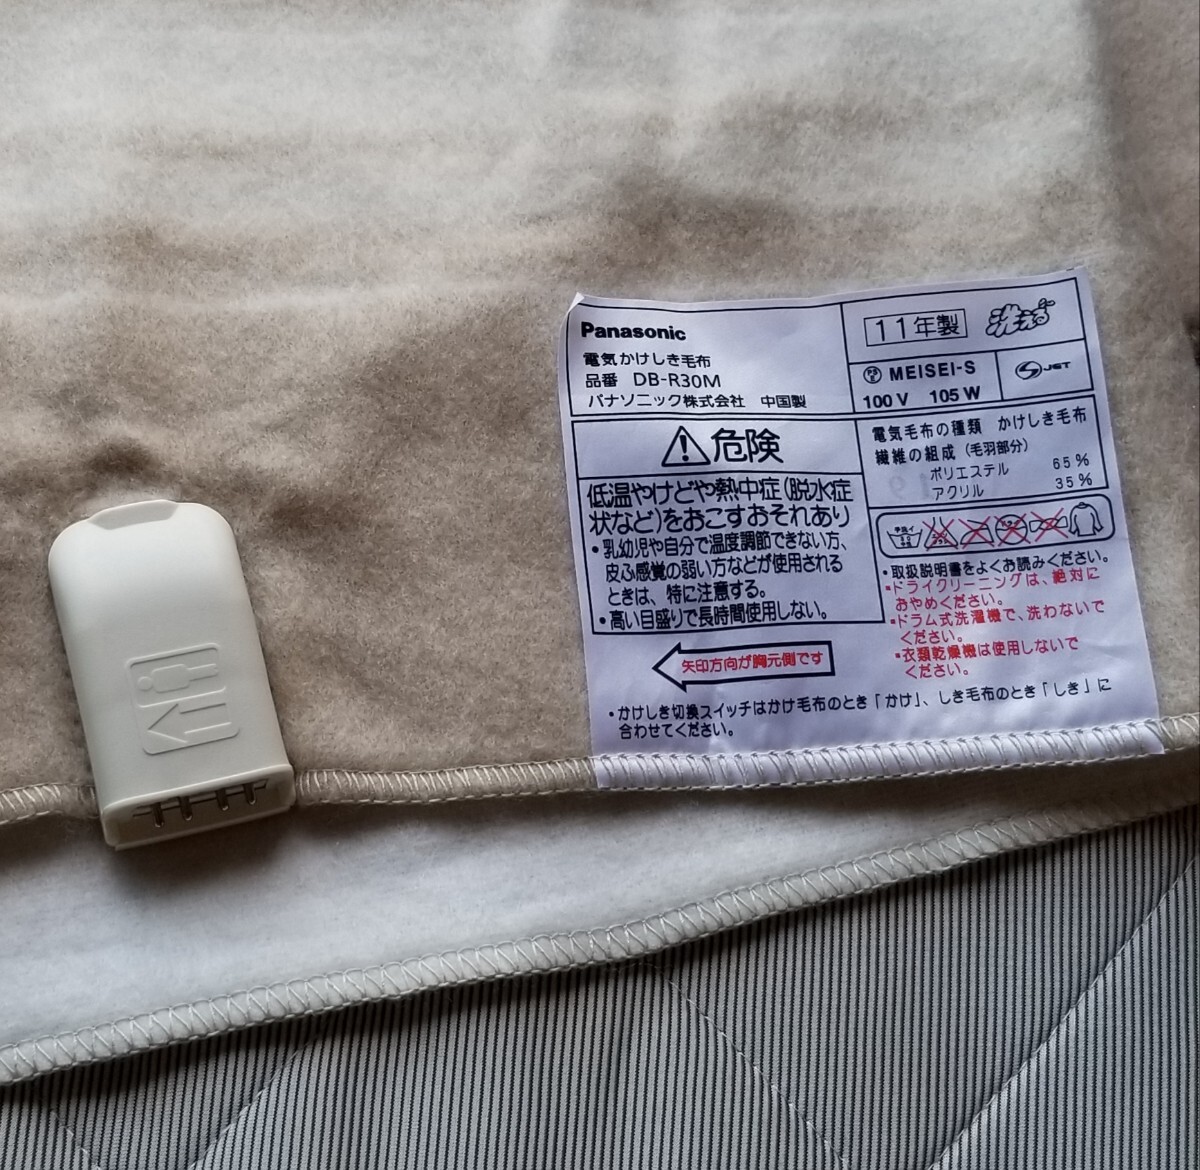 Panasonic
電気かけしき毛布
品番 DB-R30M
パナソニック株式会社 中国製
11年製
洗える
PS E MEISEI-S
100V 105W
JET
危険
低温やけどや熱中症(脱水症
状など)をおこすおそれあり
・乳幼児や自分で温度調節できない方、
皮ふ感覚の弱い方などが使用される
ときは、特に注意する。
・高い目盛りで長時間使用しない。
電気毛布の種類 かけしき毛布
繊維の組成(毛羽部分)
ポリエステル 65%
アクリル 35%
・取扱説明書をよくお読みください。
・ドライクリーニングは、絶対に
おやめください。
・ドラム式洗濯機で、洗わないで
ください。
・衣類乾燥機は使用しないで
ください。
矢印方向が胸元側です
・かけしき切換スイッチはかけ毛布のとき「かけ」、しき毛布のとき「しき」に
合わせてください。